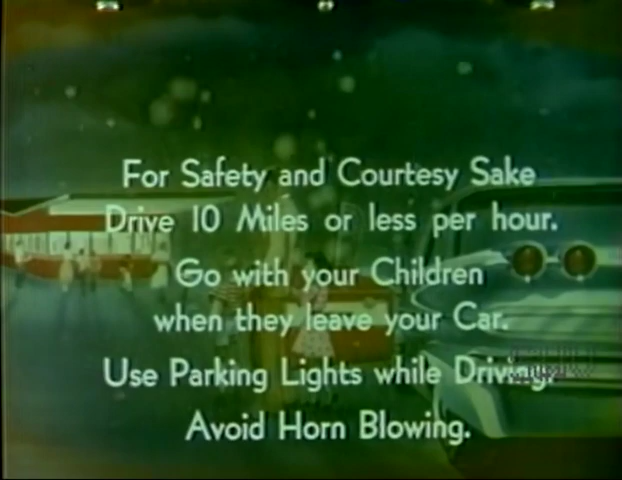 For Safety and Courtesy Sake
Drive 10 Miles or less per hour.
Go with your Children
when they leave your Car.
Use Parking Lights while Driving.
Avoid Horn Blowing.